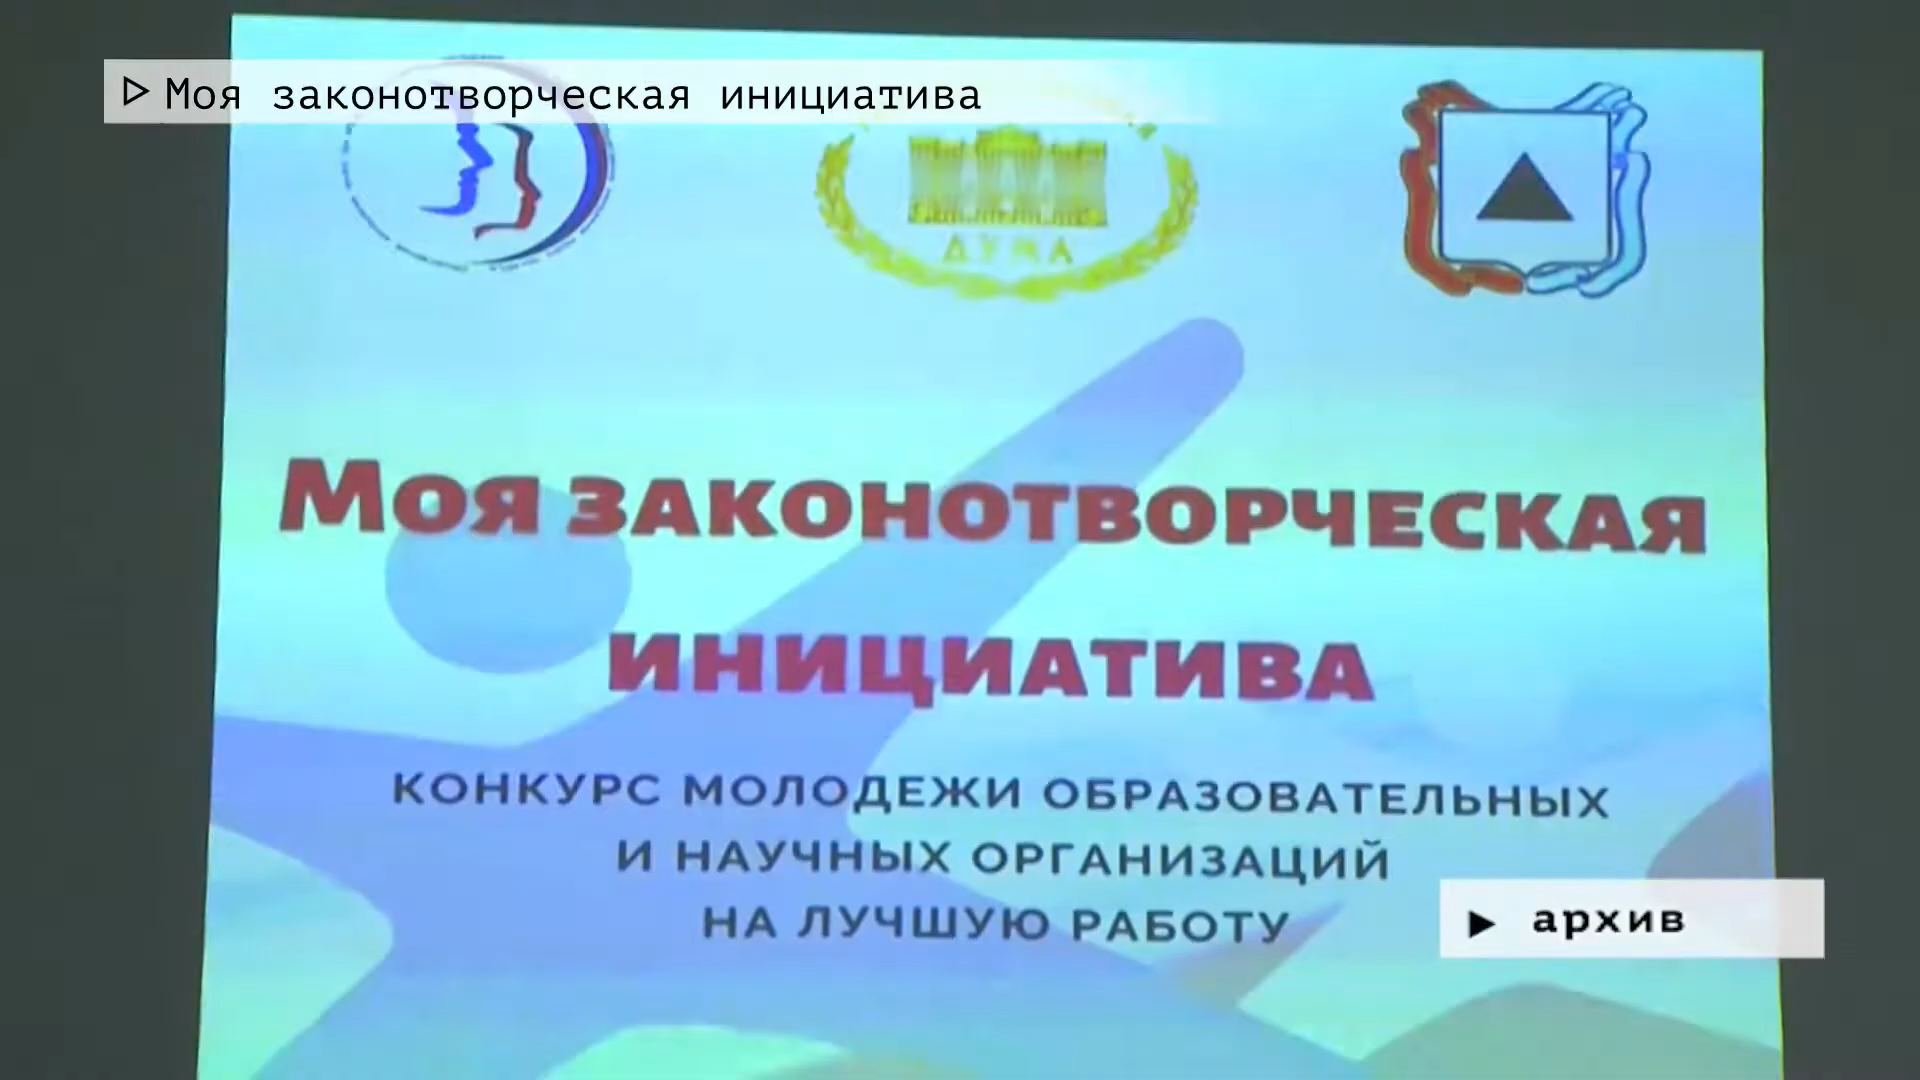 Моя законотворческая инициатива
ДУМА
Моя законотворческая
инициатива
КОНКУРС МОЛОДЕЖИ ОБРАЗОВАТЕЛЬНЫХ
И НАУЧНЫХ ОРГАНИЗАЦИЙ
НА ЛУЧШУЮ РАБОТУ
архив